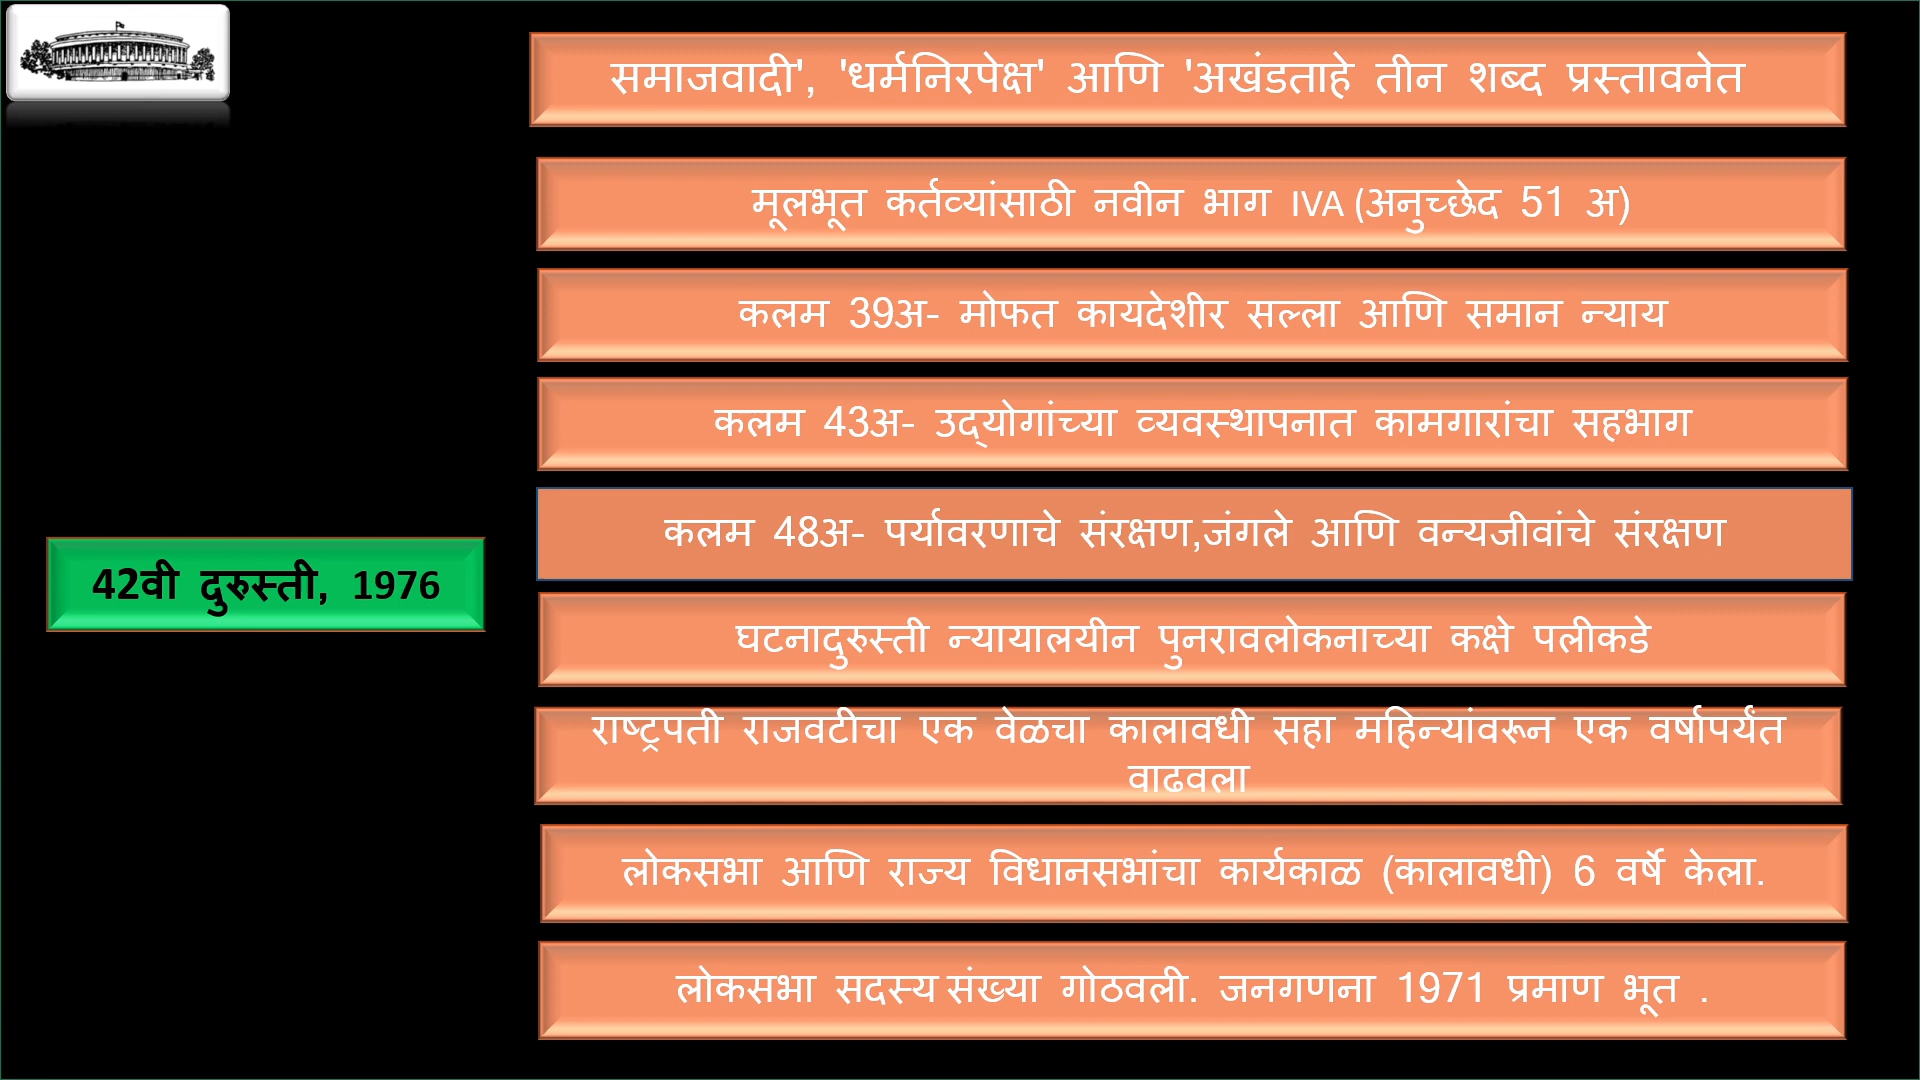 समाजवादी', 'धर्मनिरपेक्ष' आणि 'अखंडताहे तीन शब्द प्रस्तावनेत
मूलभूत कर्तव्यांसाठी नवीन भाग IVA (अनुच्छेद 51 अ)
कलम 39अ- मोफत कायदेशीर सल्ला आणि समान न्याय
कलम 43अ- उद्‌योगांच्या व्यवस्थापनात कामगारांचा सहभाग
कलम 48अ- पर्यावरणाचे संरक्षण,जंगले आणि वन्यजीवांचे संरक्षण
42वी दुरुस्ती, 1976
घटनादुरुस्ती न्यायालयीन पुनरावलोकनाच्या कक्षे पलीकडे
राष्ट्रपती राजवटीचा एक वेळचा कालावधी सहा महिन्यांवरून एक वर्षापर्यंत
वाढवला
लोकसभा आणि राज्य विधानसभांचा कार्यकाळ (कालावधी) 6 वर्षे केला.
लोकसभा सदस्य संख्या गोठवली. जनगणना 1971 प्रमाण भूत .